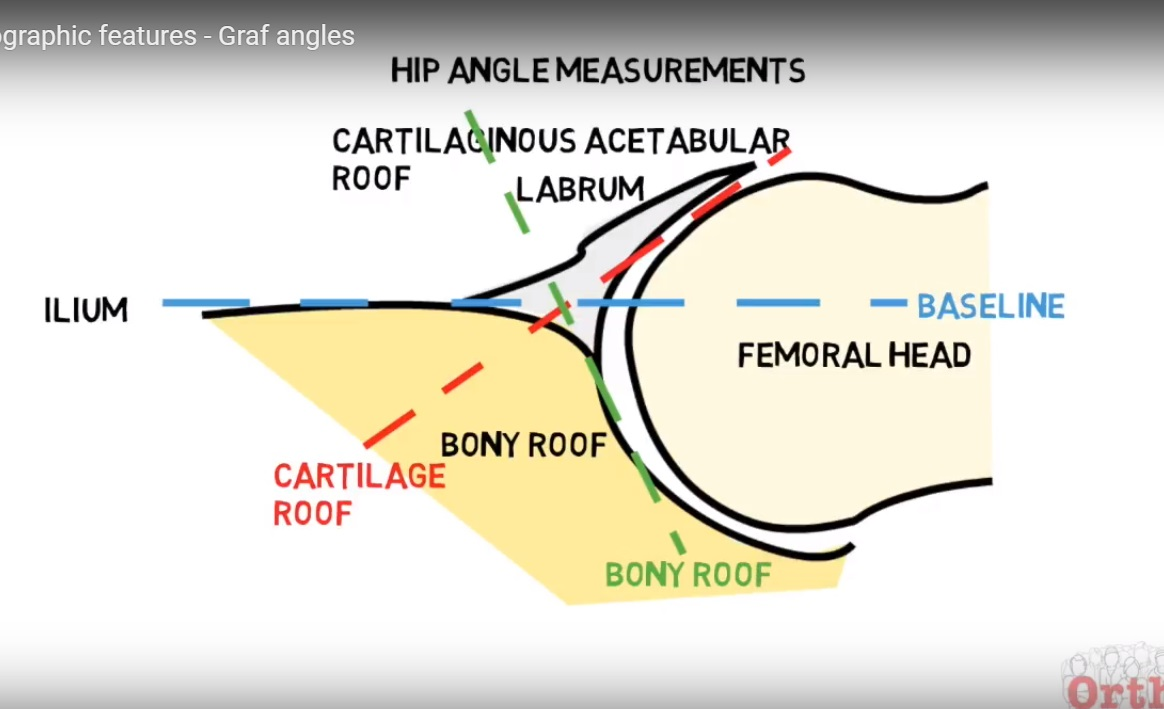 ographic features - Graf angles
HIP ANGLE MEASUREMENTS
CARTILAGINOUS ACETABULAR
ROOF
LABRUM
ILIUM
BASELINE
FEMORAL HEAD
BONY ROOF
CARTILAGE
ROOF
BONY ROOF
Orth